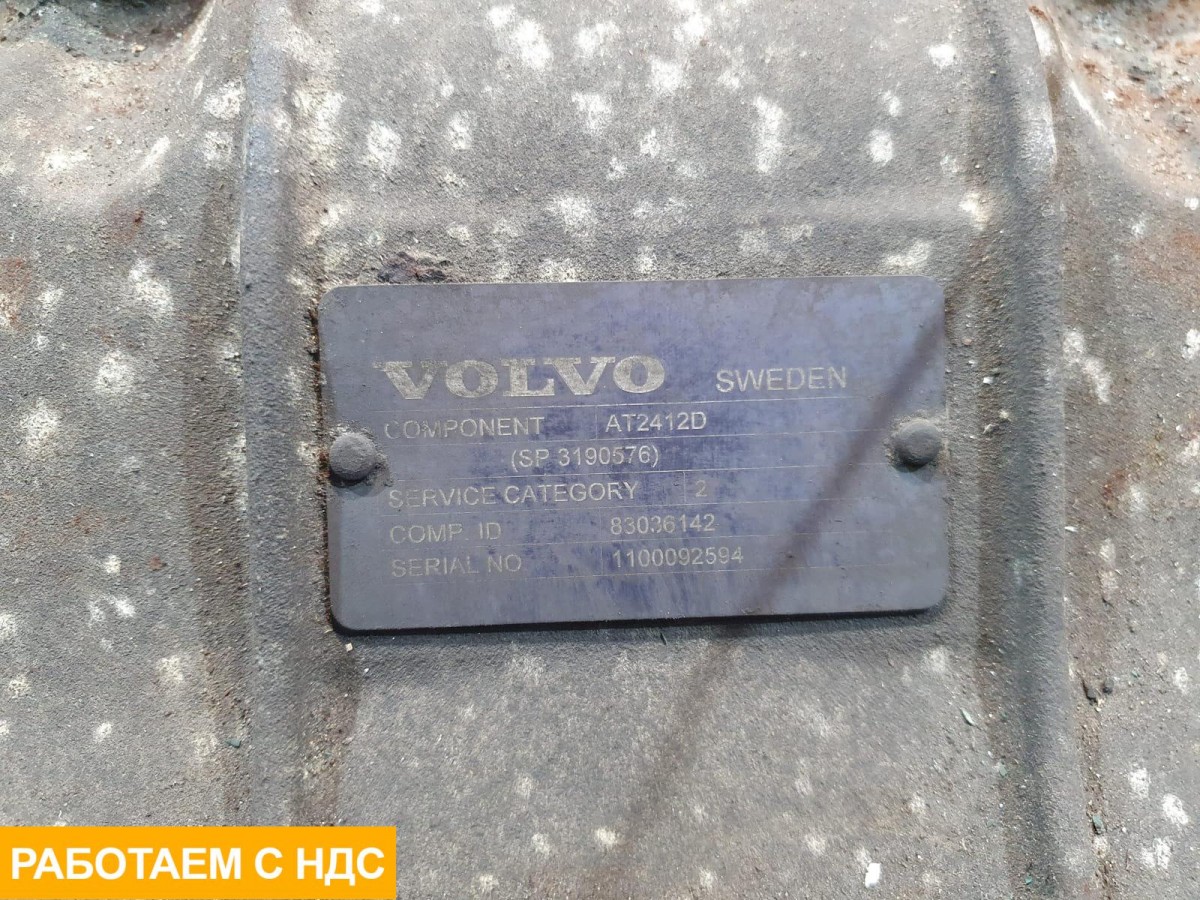 VOLVO SWEDEN
COMPONENT AT2412D
(SP 3190576)
SERVICE CATEGORY 2
COMP. ID 83036142
SERIAL NO 1100092594
РАБОТАЕМ С НДС